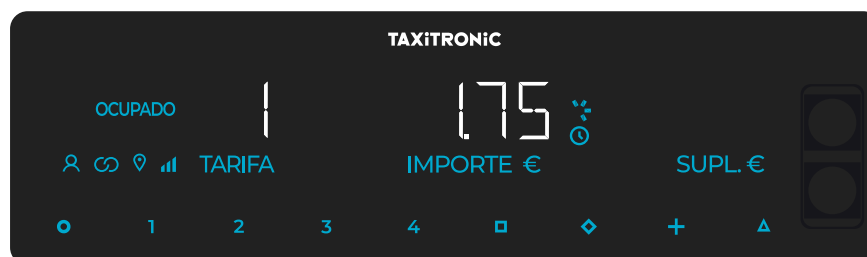 TAXiTRONiC
OCUPADO 1 1.75
TARIFA IMPORTE € SUPL. €
1 2 3 4